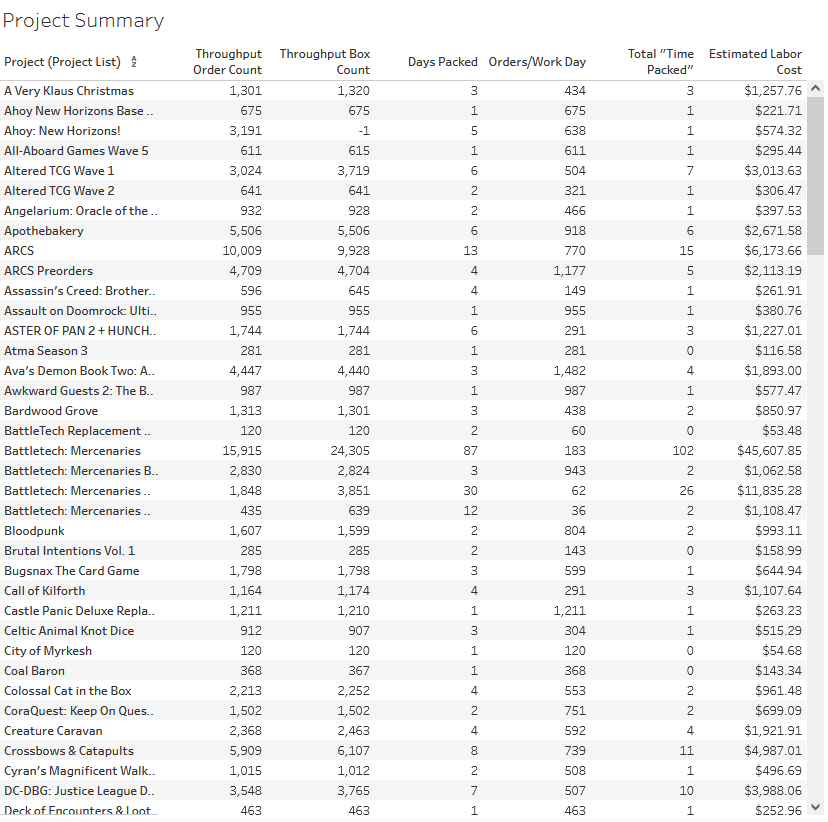 Project Summary
Project (Project List) Throughput Order Count Throughput Box Count Days Packed Orders/Work Day Total "Time Packed" Estimated Labor Cost
A Very Klaus Christmas 1,301 1,320 3 434 3 $1,257.76
Ahoy New Horizons Base .. 675 675 1 675 1 $221.71
Ahoy: New Horizons! 3,191 -1 5 638 1 $574.32
All-Aboard Games Wave 5 611 615 1 611 1 $295.44
Altered TCG Wave 1 3,024 3,719 6 504 7 $3,013.63
Altered TCG Wave 2 641 641 2 321 1 $306.47
Angelarium: Oracle of the .. 932 928 2 466 1 $397.53
Apothebakery 5,506 5,506 6 918 6 $2,671.58
ARCS 10,009 9,928 13 770 15 $6,173.66
ARCS Preorders 4,709 4,704 4 1,177 5 $2,113.19
Assassin's Creed: Brother.. 596 645 4 149 1 $261.91
Assault on Doomrock: Ulti.. 955 955 1 955 1 $380.76
ASTER OF PAN 2 + HUNCH.. 1,744 1,744 6 291 3 $1,227.01
Atma Season 3 281 281 1 281 0 $116.58
Ava's Demon Book Two: A.. 4,447 4,440 3 1,482 4 $1,893.00
Awkward Guests 2: The B.. 987 987 1 987 1 $577.47
Bardwood Grove 1,313 1,301 3 438 2 $850.97
BattleTech Replacement .. 120 120 2 60 0 $53.48
Battletech: Mercenaries 15,915 24,305 87 183 102 $45,607.85
Battletech: Mercenaries B.. 2,830 2,824 3 943 2 $1,062.58
Battletech: Mercenaries .. 1,848 3,851 30 62 26 $11,835.28
Battletech: Mercenaries .. 435 639 12 36 2 $1,108.47
Bloodpunk 1,607 1,599 2 804 2 $993.11
Brutal Intentions Vol. 1 285 285 2 143 0 $158.99
Bugsnax The Card Game 1,798 1,798 3 599 1 $644.94
Call of Kilforth 1,164 1,174 4 291 3 $1,107.64
Castle Panic Deluxe Repla.. 1,211 1,210 1 1,211 1 $263.23
Celtic Animal Knot Dice 912 907 3 304 1 $515.29
City of Myrkesh 120 120 1 120 0 $54.68
Coal Baron 368 367 1 368 0 $143.34
Colossal Cat in the Box 2,213 2,252 4 553 2 $961.48
CoraQuest: Keep On Ques.. 1,502 1,502 2 751 2 $699.09
Creature Caravan 2,368 2,463 4 592 4 $1,921.91
Crossbows & Catapults 5,909 6,107 8 739 11 $4,987.01
Cyran's Magnificent Walk.. 1,015 1,012 2 508 1 $496.69
DC-DBG: Justice League D.. 3,548 3,765 7 507 10 $3,988.06
Deck of Encounters & Loot.. 463 463 1 463 1 $252.96